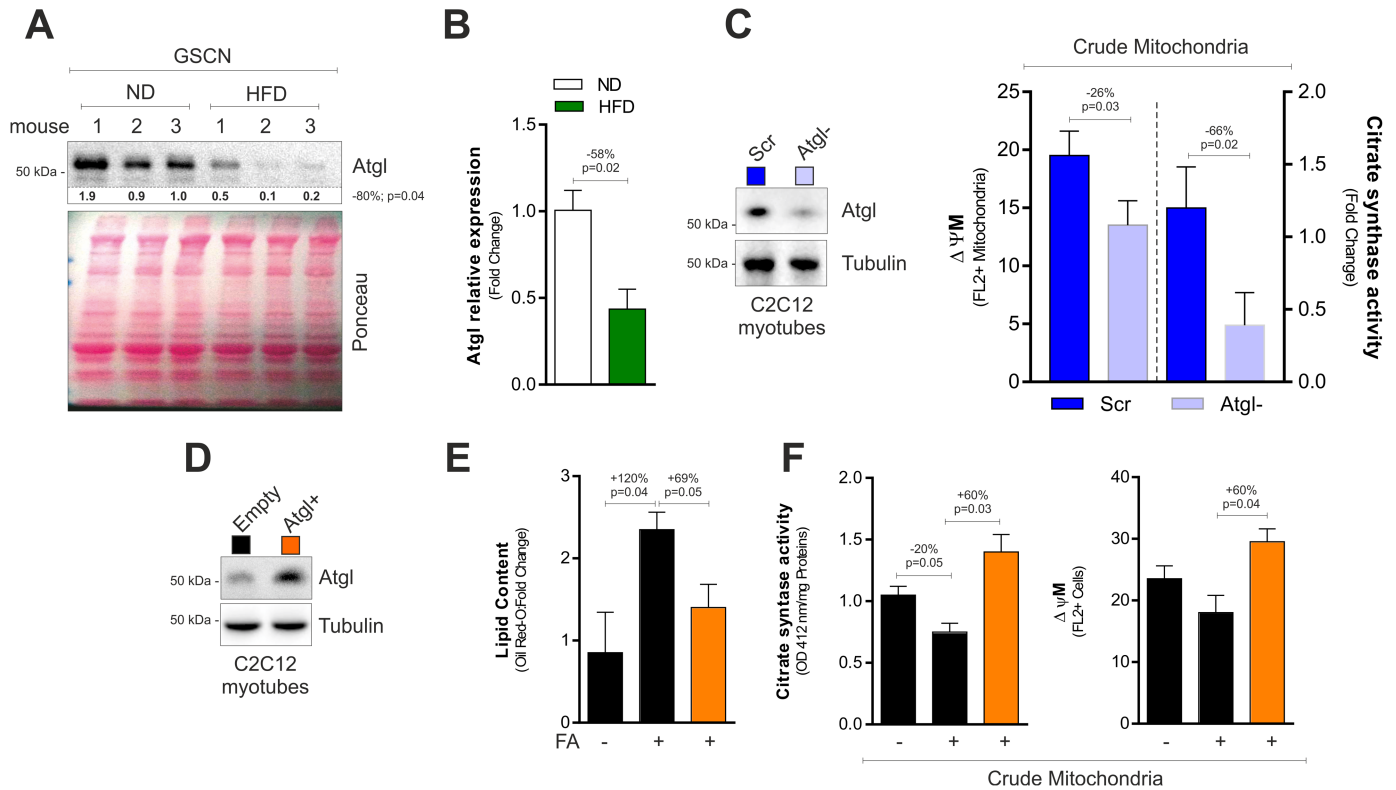 A
GSCN
ND HFD
mouse 1 2 3 1 2 3
50 kDa -
Atgl
1.9 0.9 1.0 0.5 0.1 0.2
-80%; p=0.04
Ponceau
B
ND
HFD
Atgl relative expression
(Fold Change)
1.5
1.0
0.5
0.0
-58%
p=0.02
C
Scr Atgl-
50 kDa -
Atgl
50 kDa -
Tubulin
C2C12
myotubes
Crude Mitochondria
Δ ΨM
(FL2+ Mitochondria)
25
20
15
10
5
0
-26%
p=0.03
-66%
p=0.02
2.0
1.5
1.0
0.5
0.0
Citrate synthase activity
(Fold Change)
Scr Atgl-
D
Empty Atgl+
50 kDa -
Atgl
50 kDa -
Tubulin
C2C12
myotubes
E
Lipid Content
(Oil Red-O:Fold Change)
3
2
1
0
+120%
p=0.04
+69%
p=0.05
FA - + +
F
Citrate syntase activity
(OD 412 nm/mg Proteins)
2.0
1.5
1.0
0.5
0.0
-20%
p=0.05
+60%
p=0.03
- + +
Δ ψM
(FL2+ Cells)
40
30
20
10
0
+60%
p=0.04
- + +
Crude Mitochondria